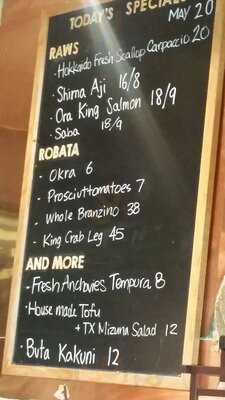 TODAY'S SPECIALS
MAY 20
RAWS
· Hokkaido Fresh Scallop Carpaccio 20
· Shima Aji 16/8
· Ora King Salmon 18/9
· Saba 18/9
ROBATA
- Okra 6
- Prosciuttomatoes 7
- Whole Branzino 38
- King Crab Leg 45
AND MORE
- Fresh Anchovies Tempura 8
· House made Tofu
+ TX Mizuna Salad 12
· Buta Kakuni 12